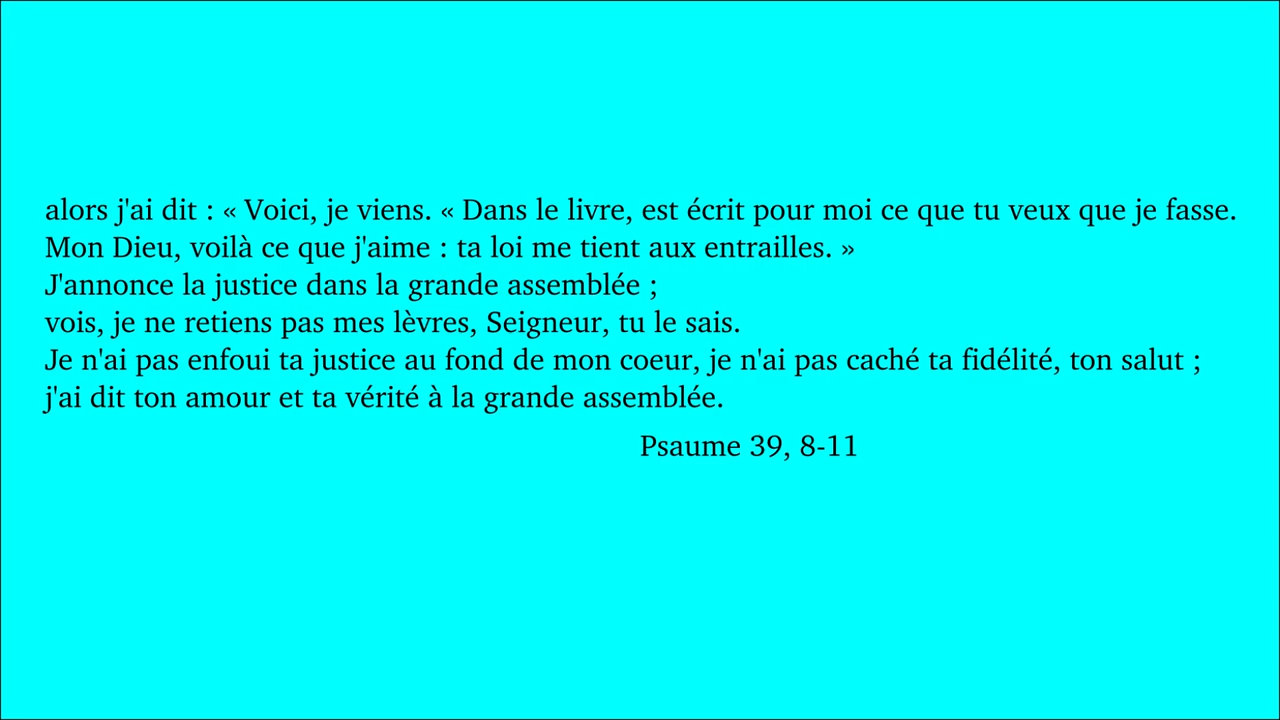 alors j'ai dit : « Voici, je viens. « Dans le livre, est écrit pour moi ce que tu veux que je fasse.
Mon Dieu, voilà ce que j'aime : ta loi me tient aux entrailles. »
J'annonce la justice dans la grande assemblée ;
vois, je ne retiens pas mes lèvres, Seigneur, tu le sais.
Je n'ai pas enfoui ta justice au fond de mon coeur, je n'ai pas caché ta fidélité, ton salut ;
j'ai dit ton amour et ta vérité à la grande assemblée.
Psaume 39, 8-11